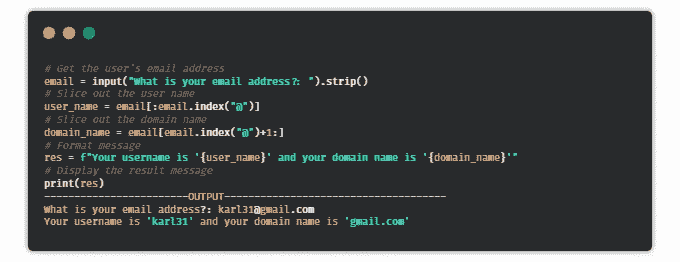 # Get the user's email address
email = input("What is your email address?: ").strip()
# Slice out the user name
user_name = email[:email.index("@")]
# Slice out the domain name
domain_name = email[email.index("@")+1:]
# Format message
res = f"Your username is '{user_name}' and your domain name is '{domain_name}'"
# Display the result message
print(res)
------------------------OUTPUT-------------------------------------
What is your email address?: karl31@gmail.com
Your username is 'karl31' and your domain name is 'gmail.com'